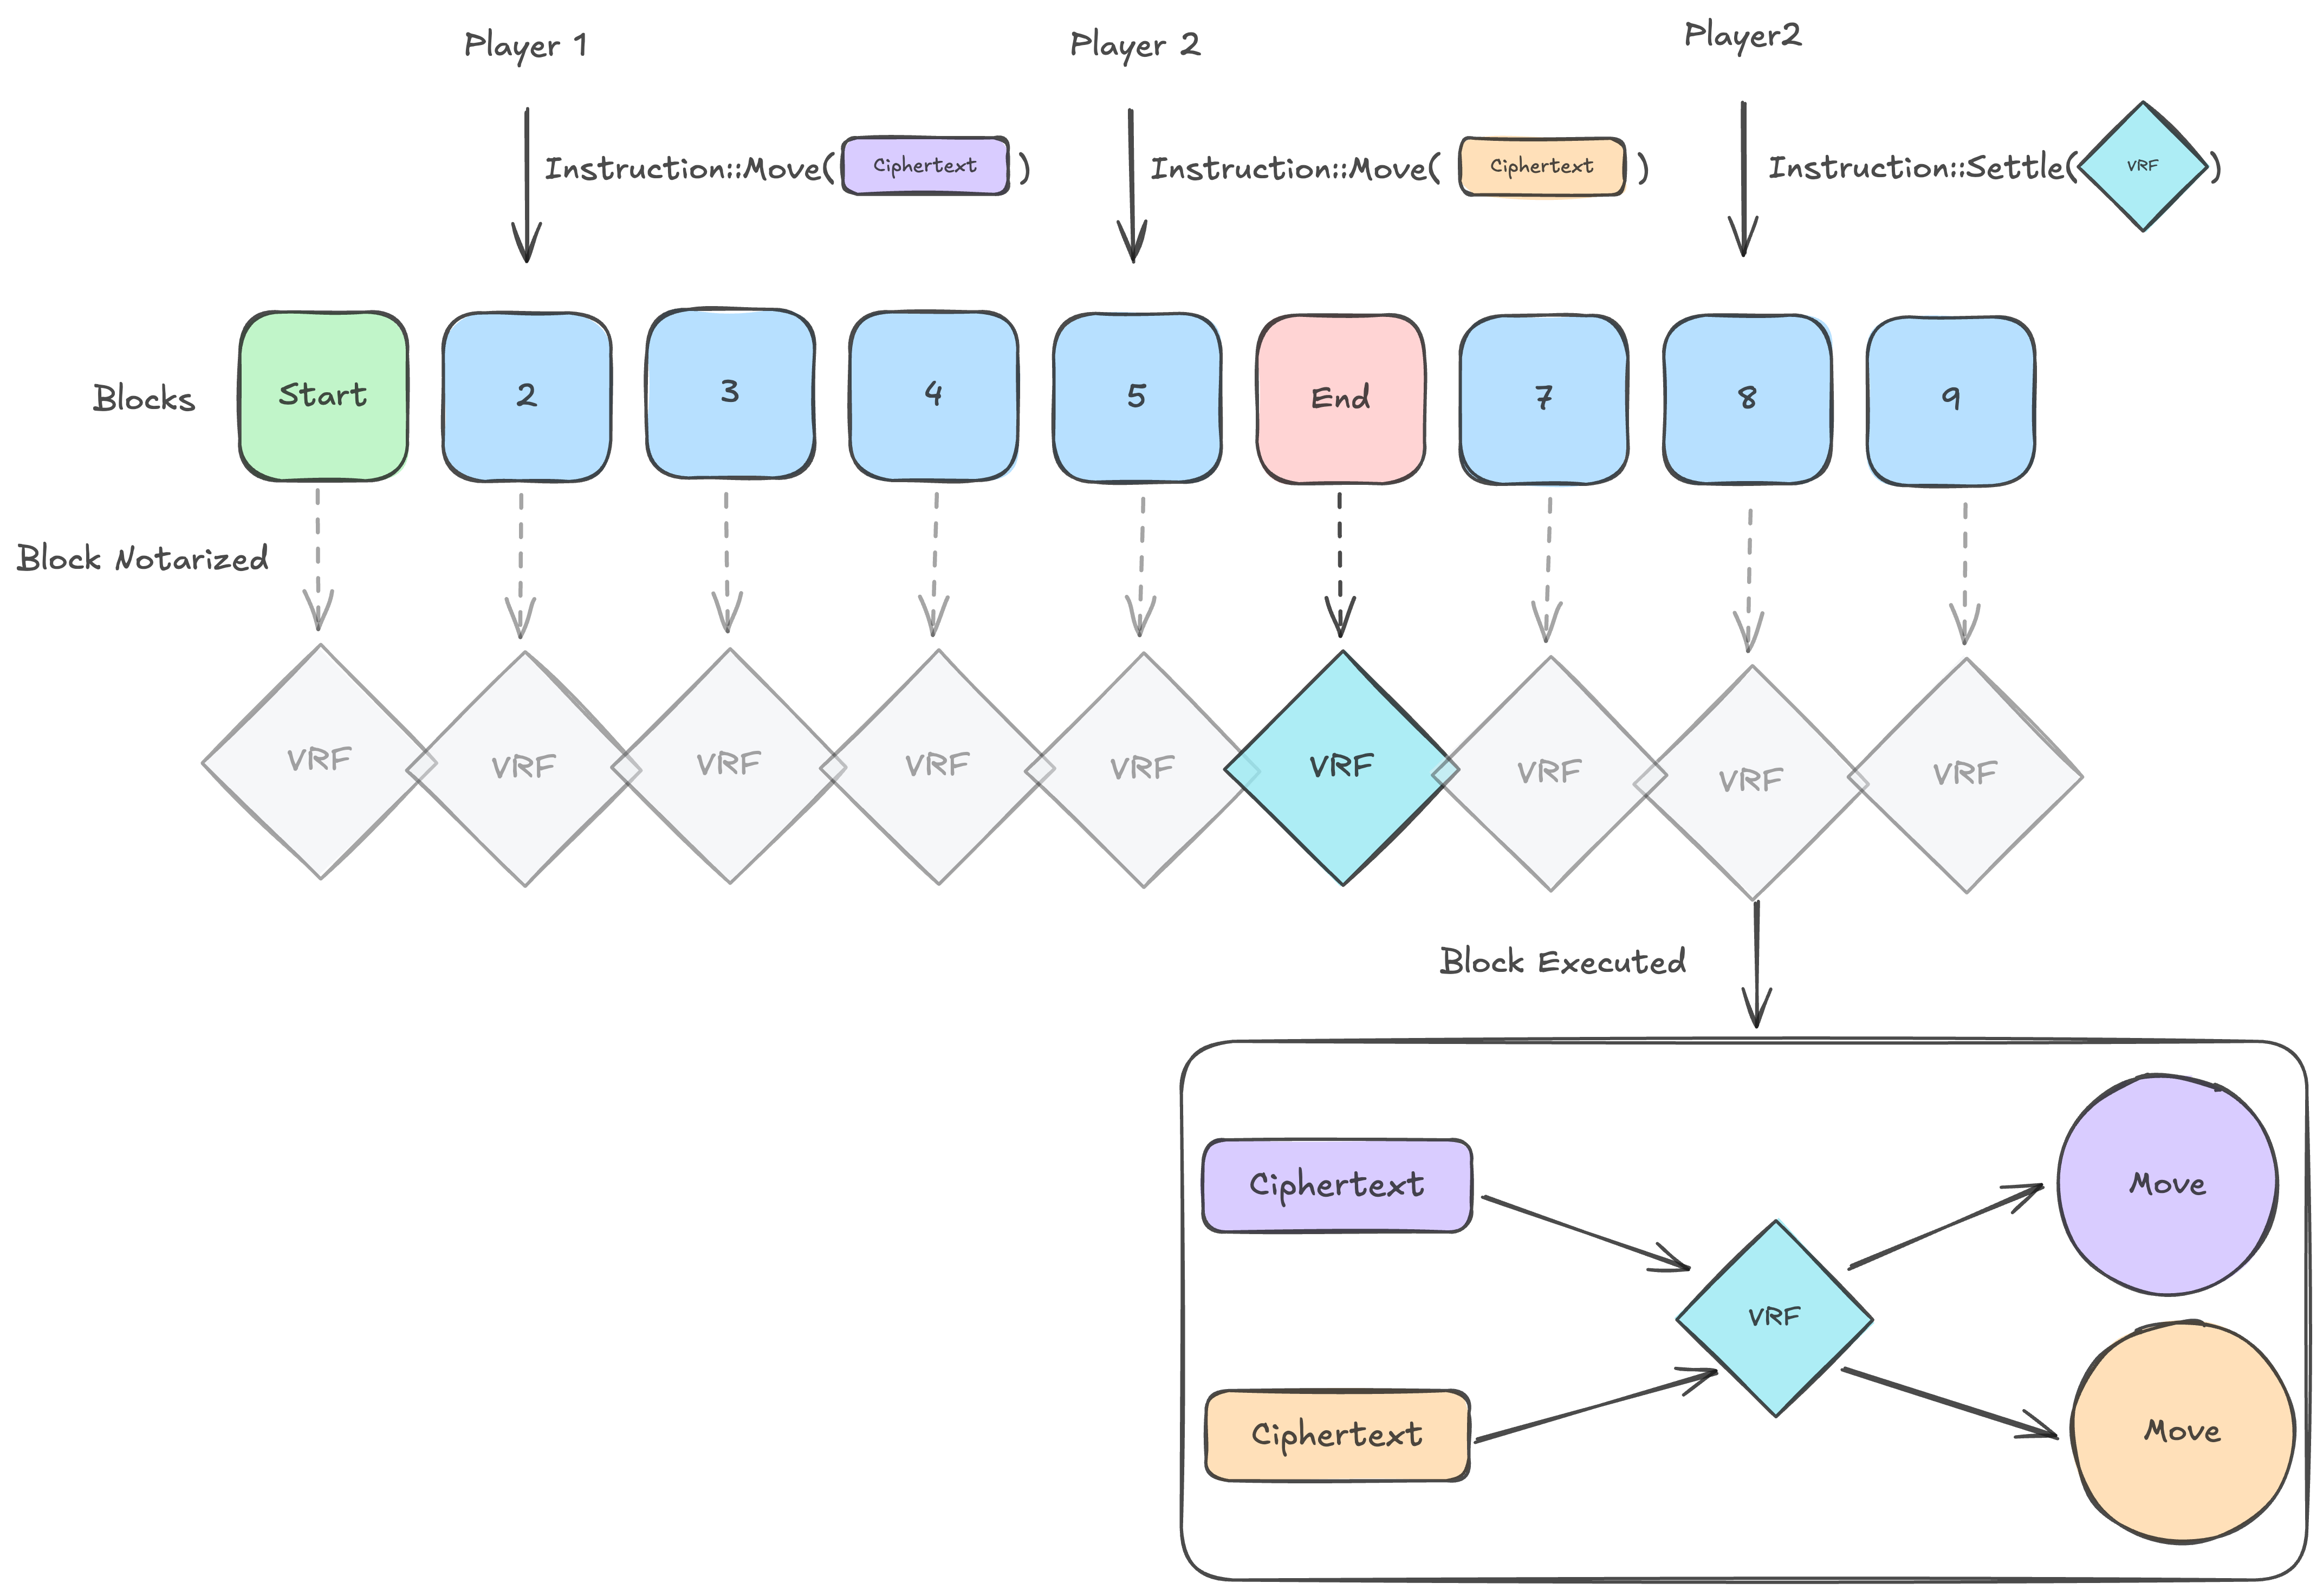 Player 1
Player 2
Player2
Instruction::Move( Ciphertext )
Instruction::Move( Ciphertext )
Instruction::Settle( VRF )
Blocks
Start
2
3
4
5
End
7
8
9
Block Notarized
VRF
VRF
VRF
VRF
VRF
VRF
VRF
VRF
VRF
Block Executed
Ciphertext
Move
VRF
Ciphertext
Move